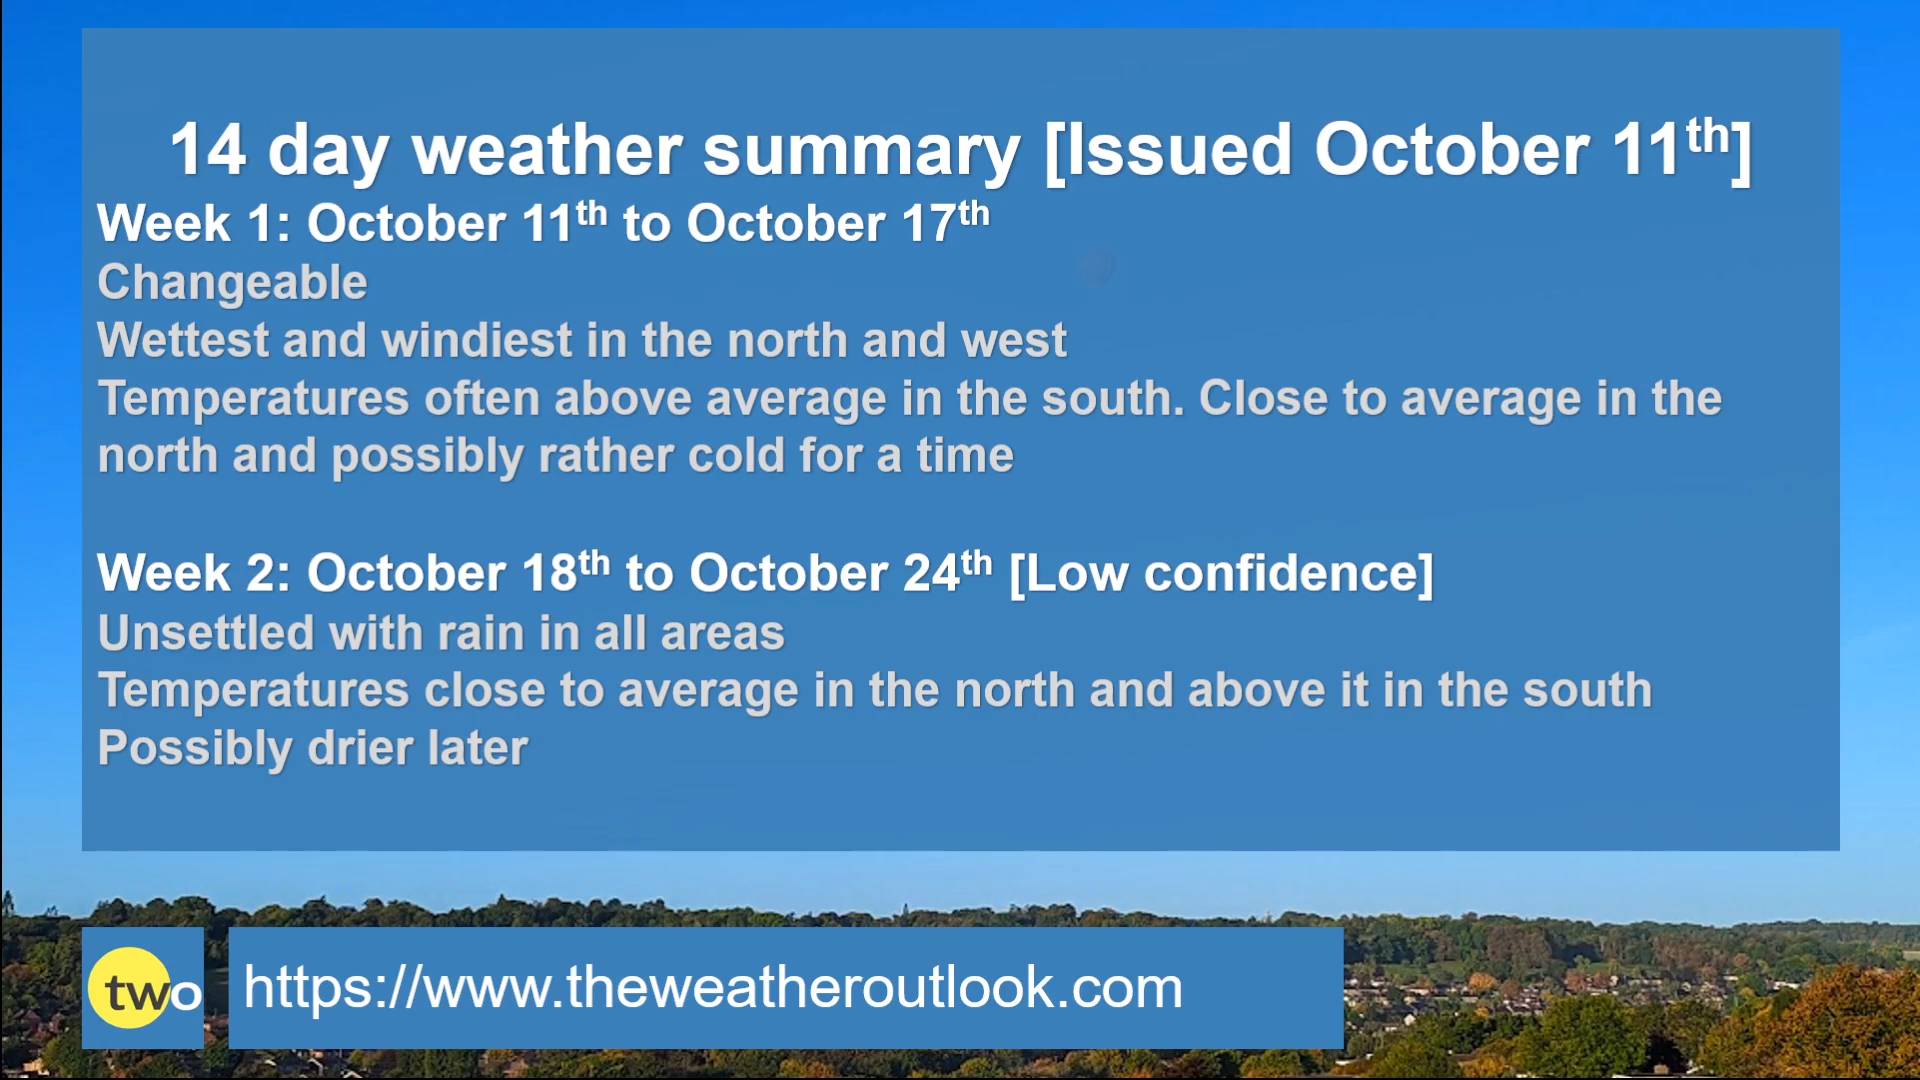 14 day weather summary [Issued October 11th]
Week 1: October 11th to October 17th
Changeable
Wettest and windiest in the north and west
Temperatures often above average in the south. Close to average in the
north and possibly rather cold for a time
Week 2: October 18th to October 24th [Low confidence]
Unsettled with rain in all areas
Temperatures close to average in the north and above it in the south
Possibly drier later
two
https://www.theweatheroutlook.com